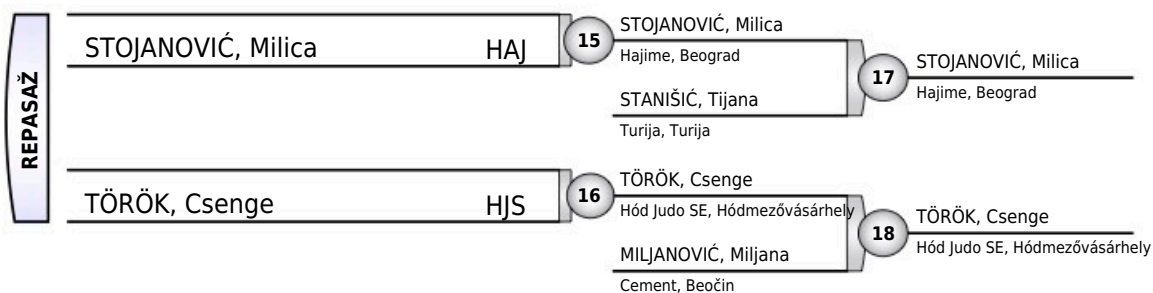 REPASAŽ
STOJANOVIĆ, Milica HAJ
15
STOJANOVIĆ, Milica
Hajime, Beograd
STANIŠIĆ, Tijana
Turija, Turija
17
STOJANOVIĆ, Milica
Hajime, Beograd
TÖRÖK, Csenge HJS
16
TÖRÖK, Csenge
Hód Judo SE, Hódmezővásárhely
MILJANOVIĆ, Miljana
Cement, Beočin
18
TÖRÖK, Csenge
Hód Judo SE, Hódmezővásárhely